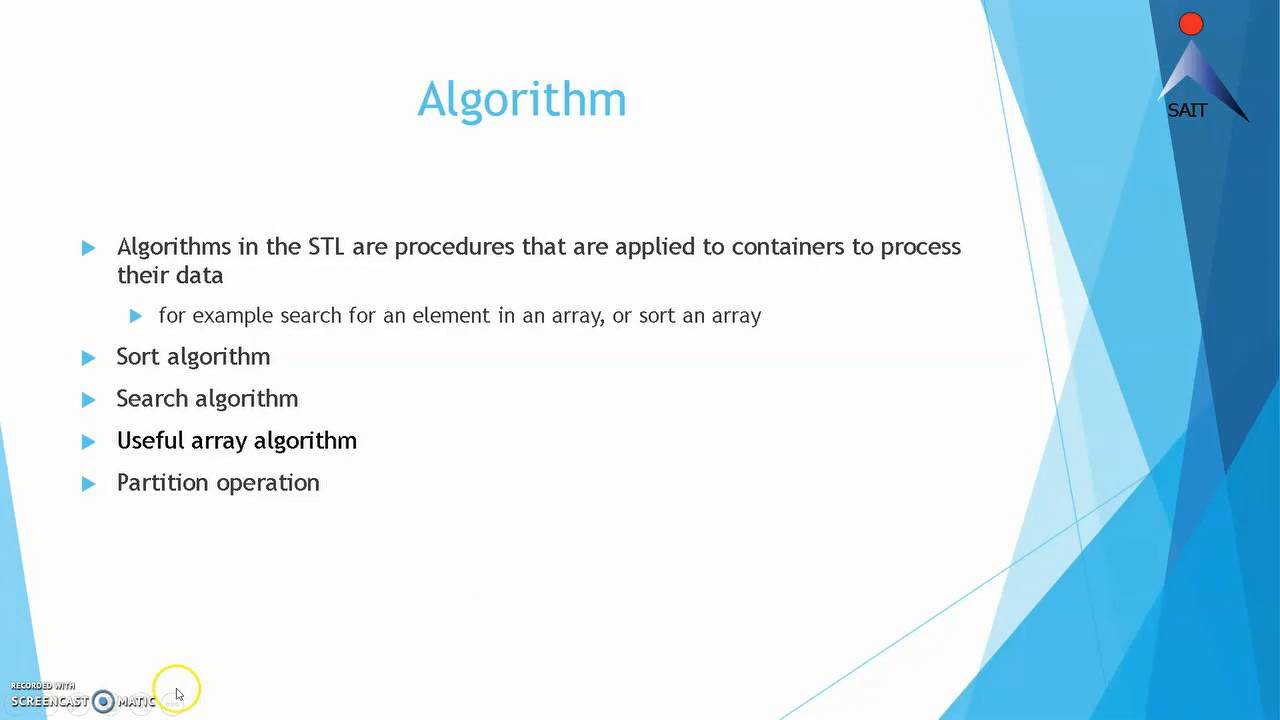 SAIT
Algorithm
Algorithms in the STL are procedures that are applied to containers to process
their data
for example search for an element in an array, or sort an array
Sort algorithm
Search algorithm
Useful array algorithm
Partition operation
RECORDED WITH
SCREENCAST MATIC